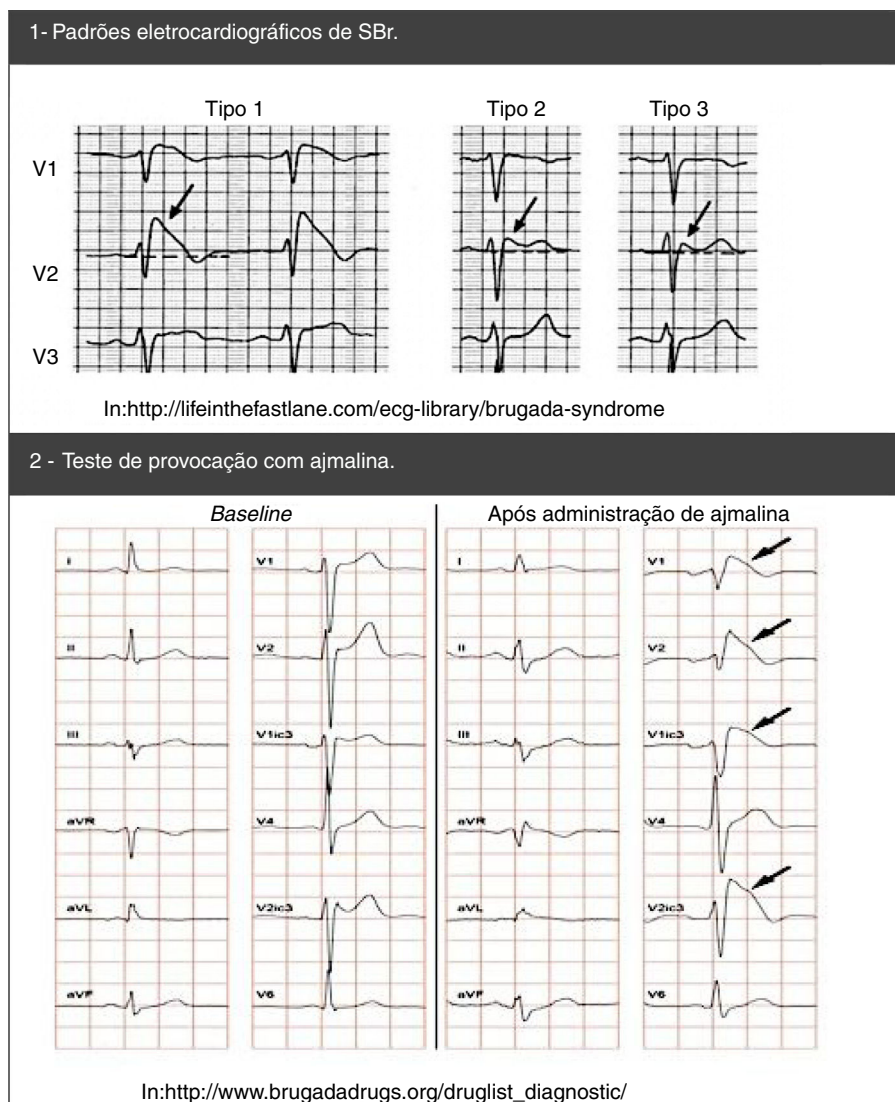 1- Padrões eletrocardiográficos de SBr.
Tipo 1 Tipo 2 Tipo 3
V1
V2
V3
In:http://lifeinthefastlane.com/ecg-library/brugada-syndrome
2 - Teste de provocação com ajmalina.
Baseline Após administração de ajmalina
I V1 I V1
II V2 II V2
III V1ic3 III V1ic3
aVR V4 aVR V4
aVL V2ic3 aVL V2ic3
aVF V6 aVF V6
In:http://www.brugadadrugs.org/druglist_diagnostic/